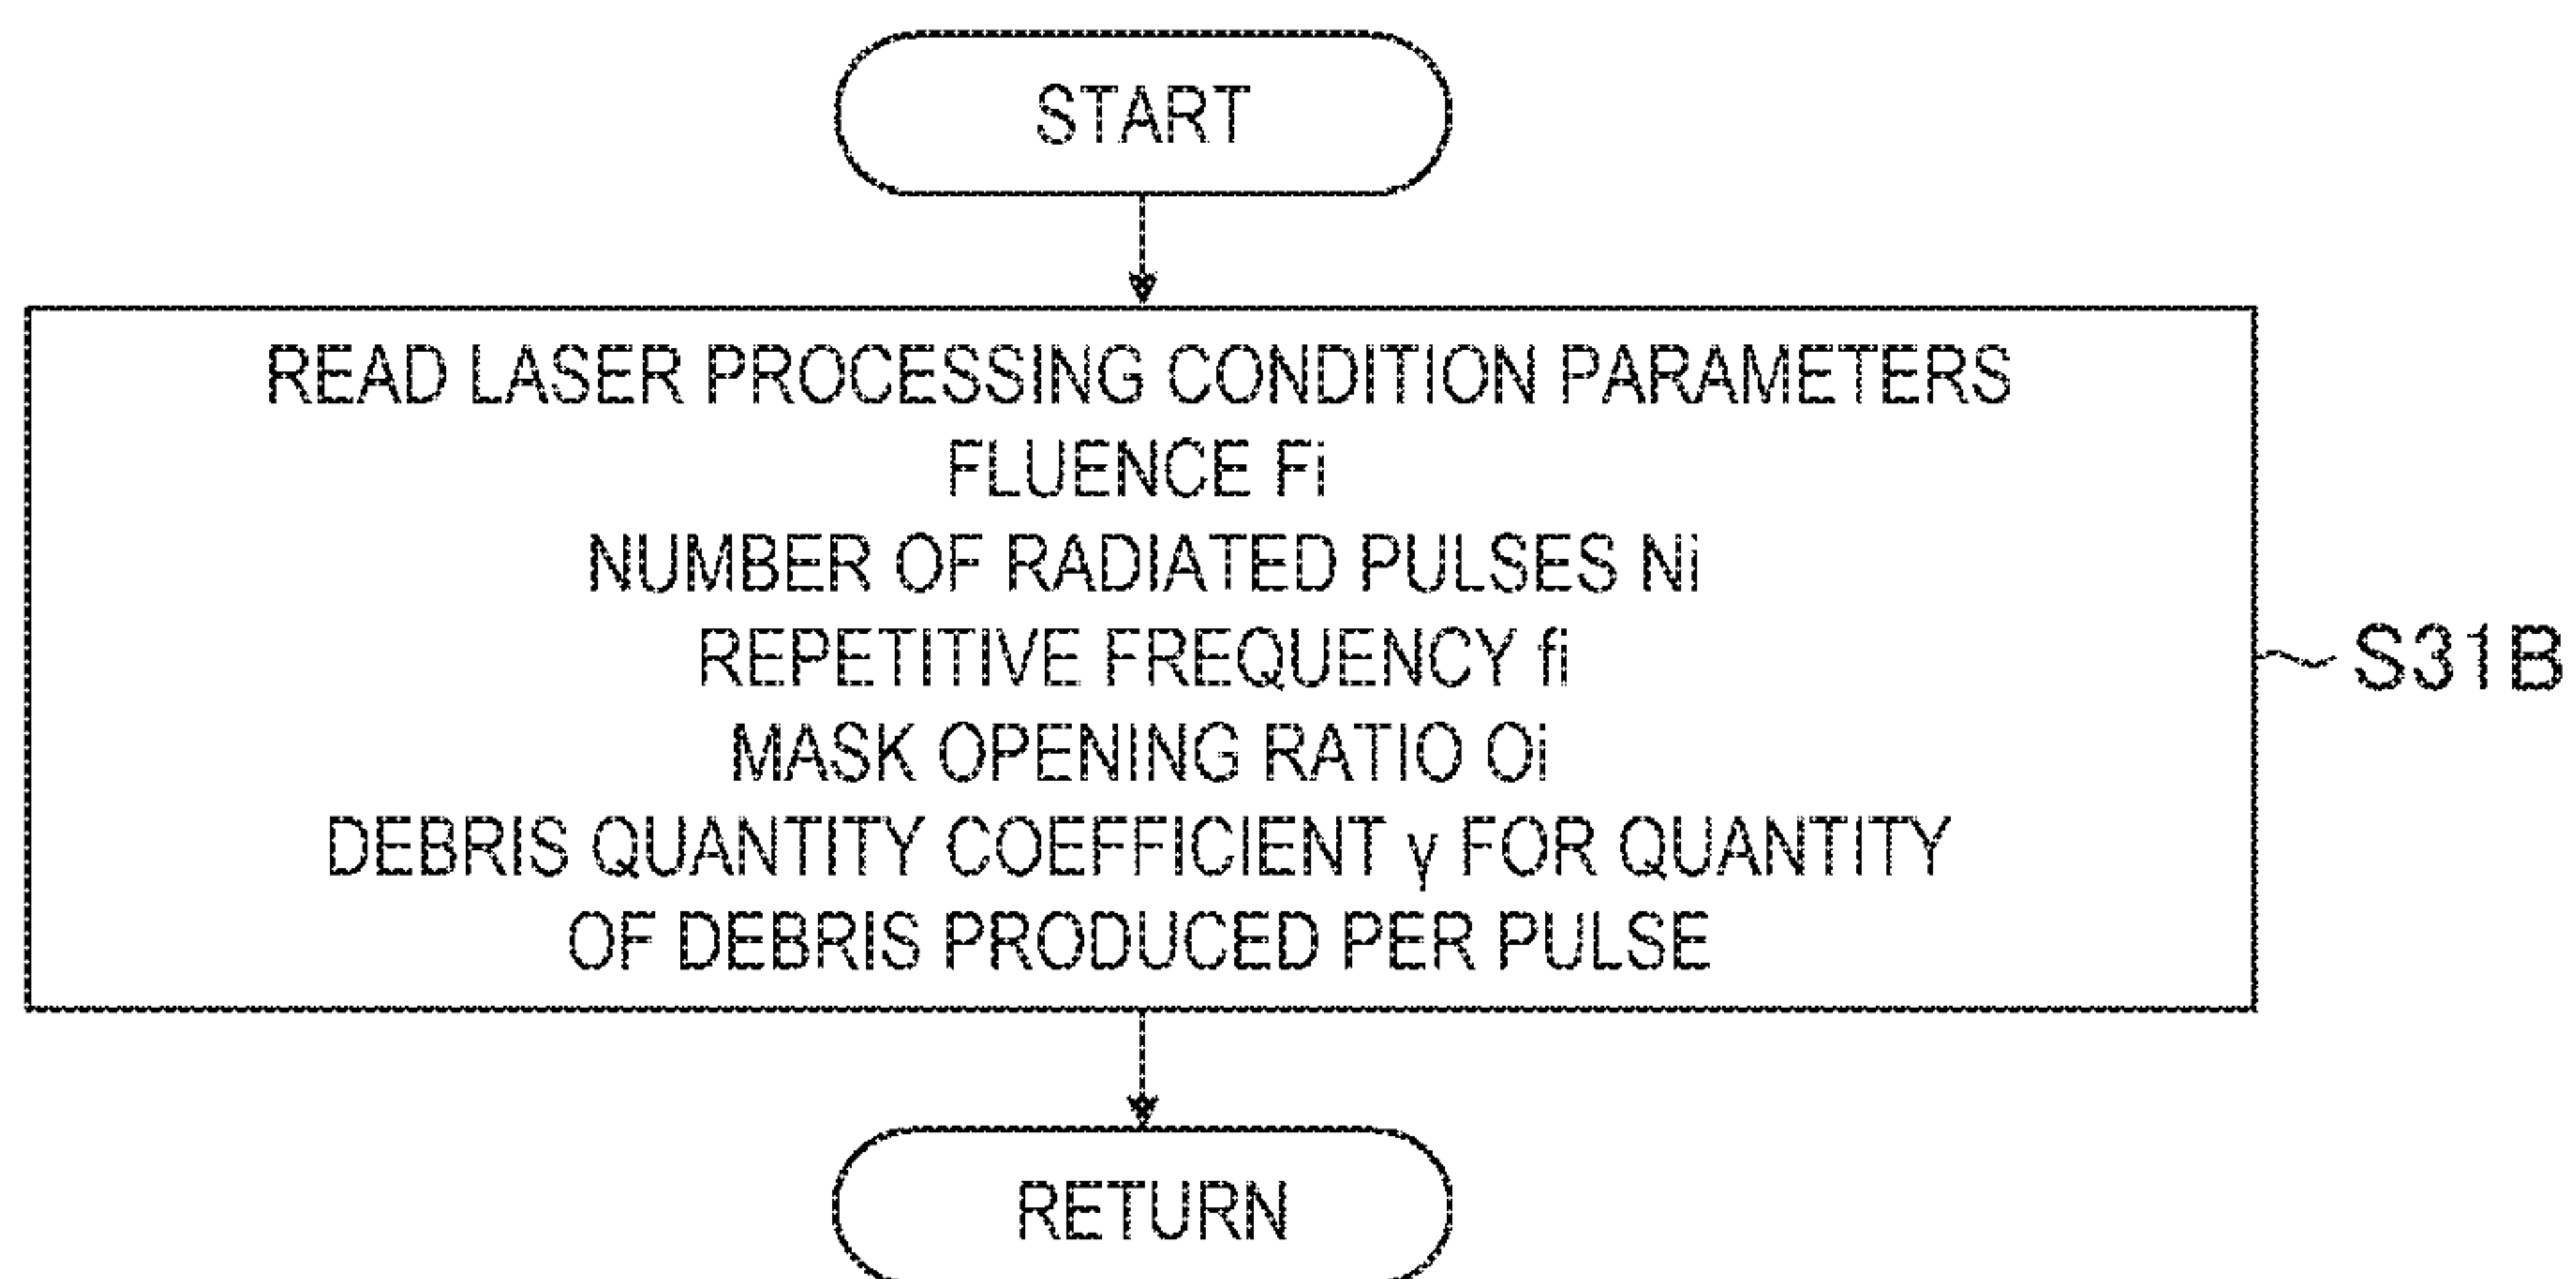 START
READ LASER PROCESSING CONDITION PARAMETERS
FLUENCE Fi
NUMBER OF RADIATED PULSES Ni
REPETITIVE FREQUENCY fi
MASK OPENING RATIO Oi
DEBRIS QUANTITY COEFFICIENT γ FOR QUANTITY
OF DEBRIS PRODUCED PER PULSE
S31B
RETURN